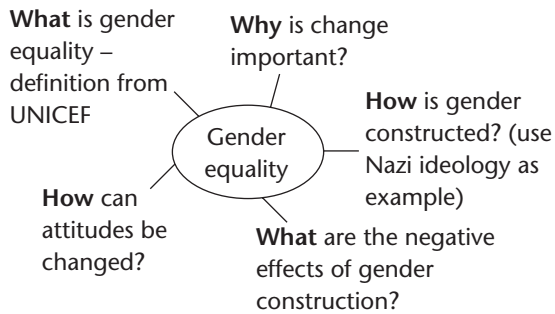 What is gender
equality –
definition from
UNICEF
Why is change
important?
How is gender
constructed? (use
Nazi ideology as
example)
Gender
equality
How can
attitudes be
changed?
What are the negative
effects of gender
construction?